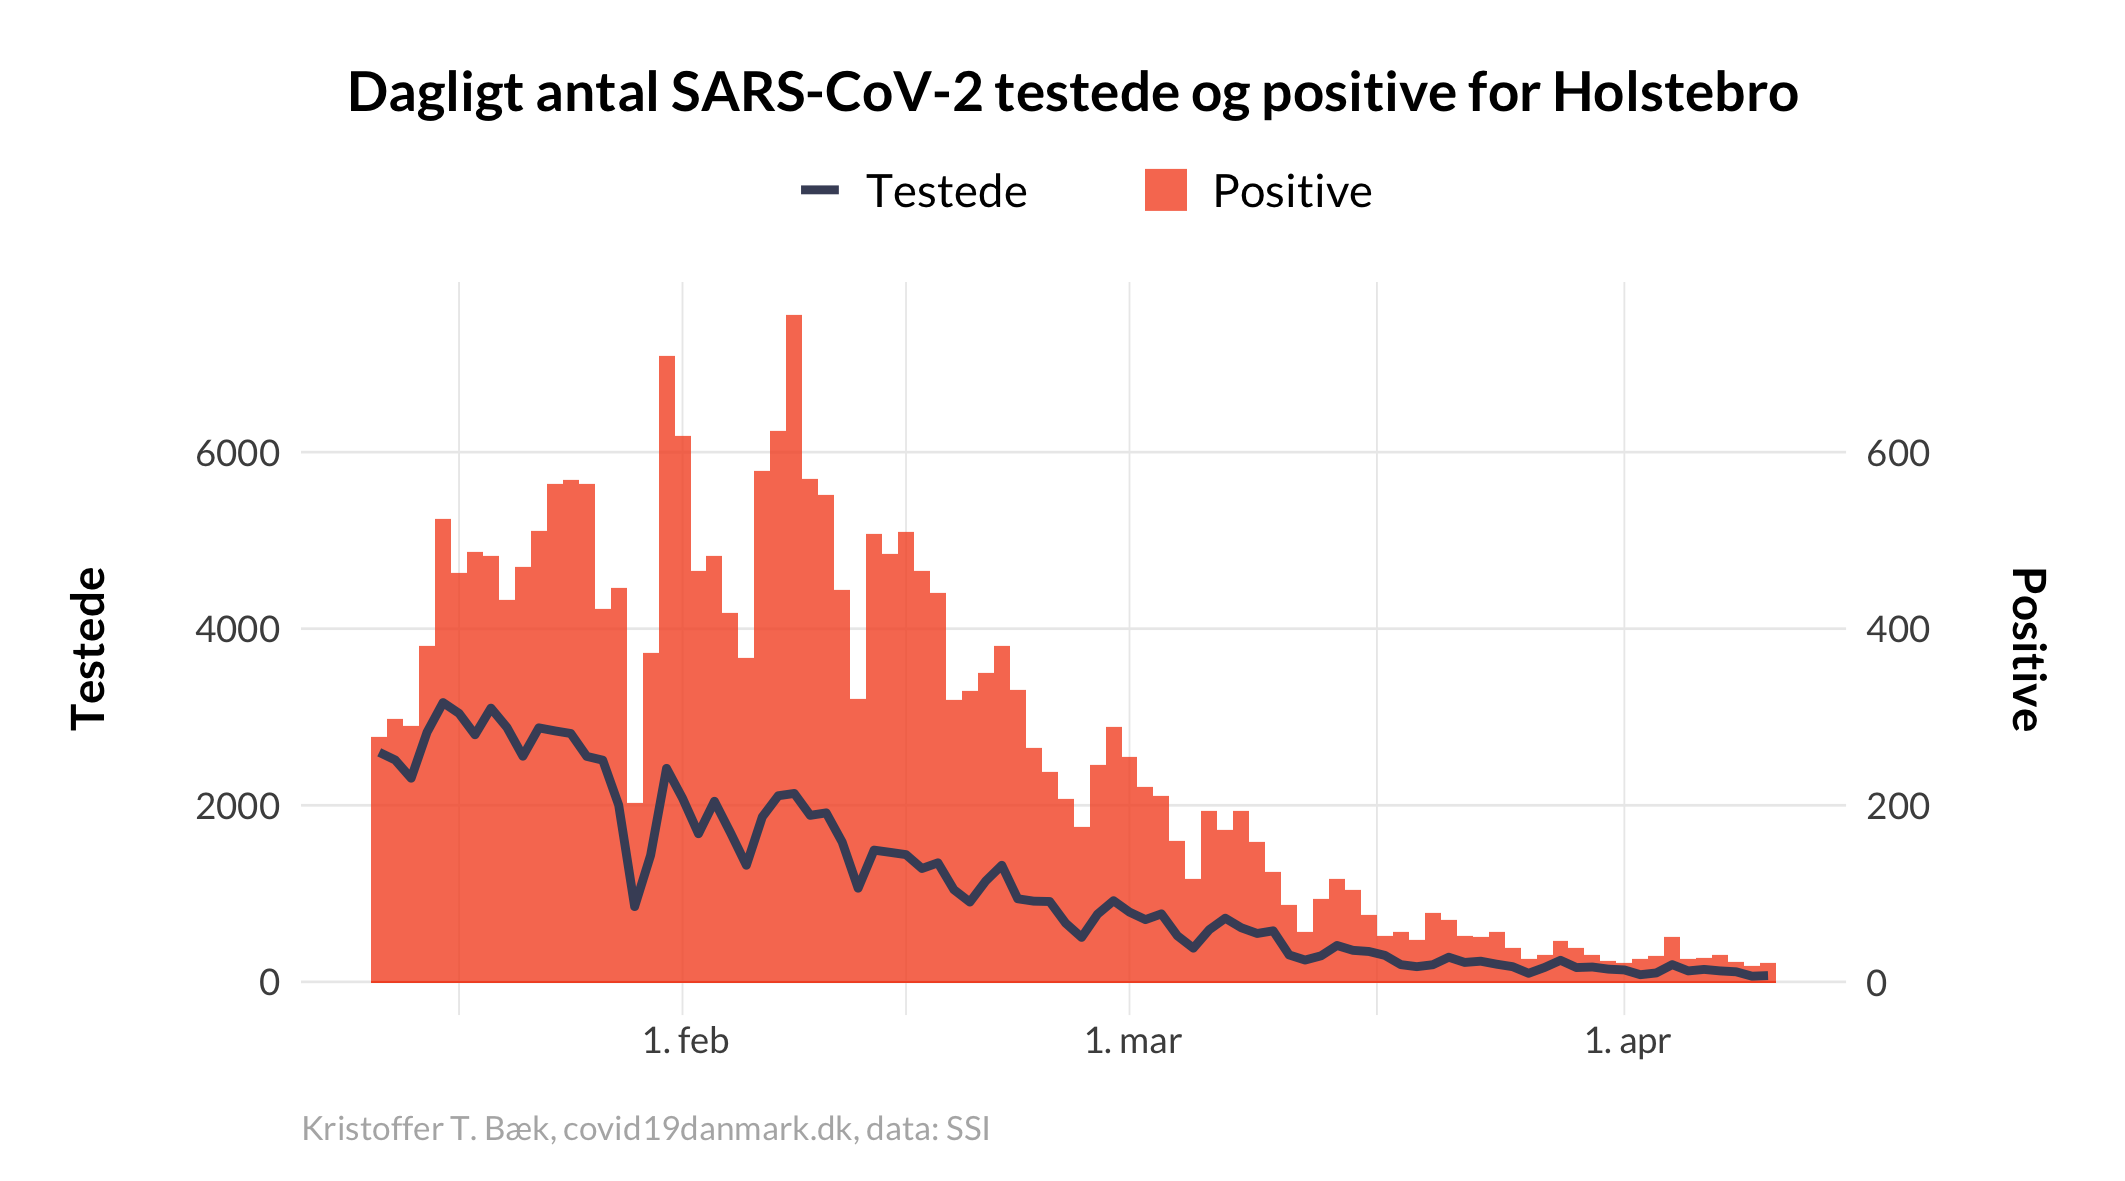 Dagligt antal SARS-CoV-2 testede og positive for Holstebro
Testede
Positive
6000
4000
2000
0
Testede
600
400
200
0
Positive
1. feb
1. mar
1. apr
Kristoffer T. Bæk, covid19danmark.dk, data: SSI